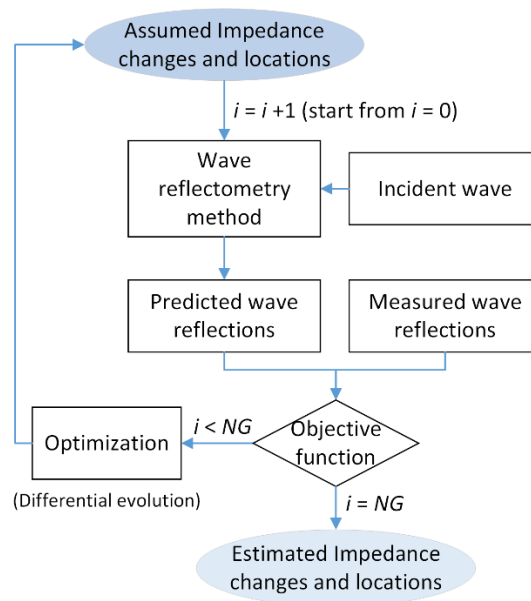 Assumed Impedance
changes and locations
i = i +1 (start from i = 0)
Wave
reflectometry
method
Incident wave
Predicted wave
reflections
Measured wave
reflections
Optimization
i < NG
Objective
function
(Differential evolution)
i = NG
Estimated Impedance
changes and locations